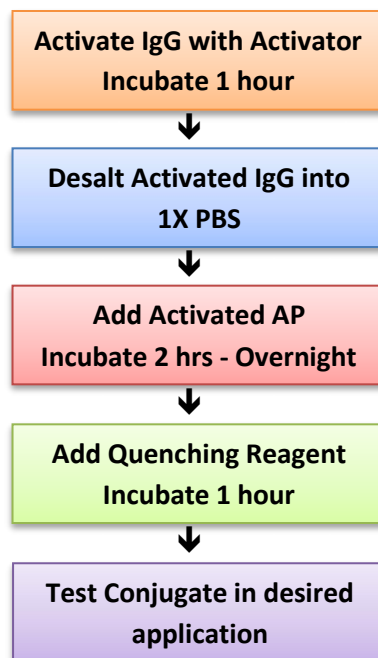 Activate IgG with Activator
Incubate 1 hour
Desalt Activated IgG into
1X PBS
Add Activated AP
Incubate 2 hrs - Overnight
Add Quenching Reagent
Incubate 1 hour
Test Conjugate in desired
application